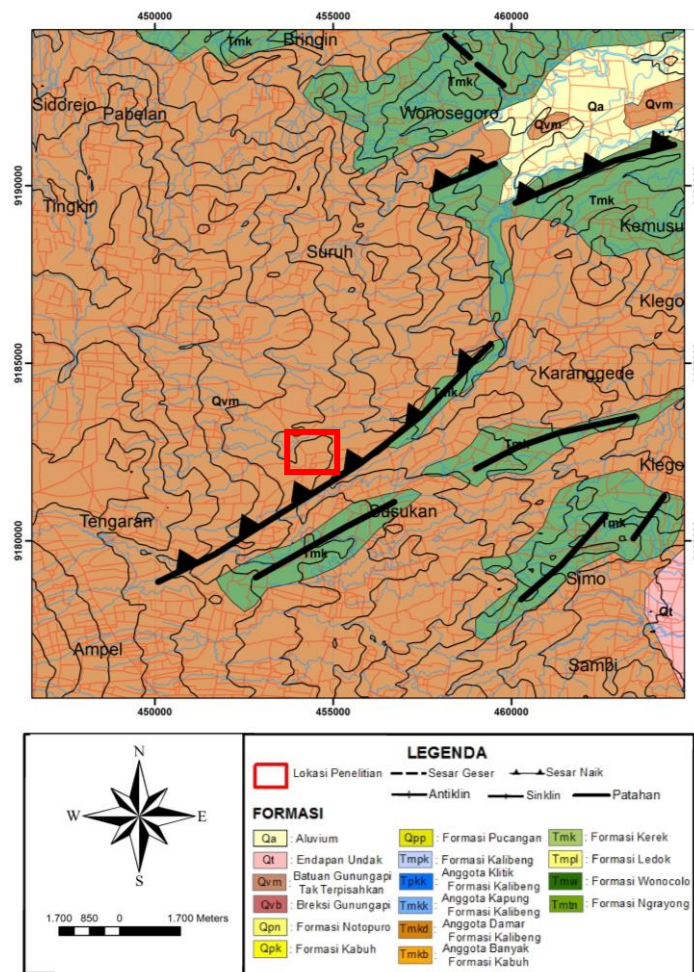 450000 455000 460000
Tmk
Bringin
Tmk
Wonosegoro
Qvm
Qa
Qvm
Sidorejo
Pabelan
9190000
Tingkir
Tmk
Kemusu
Suruh
Klego
9185000
Karanggede
Tmk
Qvm
Tmk
Klego
Tengaran
Susukan
Tmk
9180000
Tmk
Simo
Qt
Ampel
Sambi
450000 455000 460000
N
W E
S
1.700 850 0 1.700 Meters
LEGENDA
Lokasi Penelitian Sesar Geser Sesar Naik
Antiklin Sinklin Patahan
FORMASI
Qa : Aluvium
Qt : Endapan Undak
Qvm : Batuan Gunungapi
Tak Terpisahkan
Qvb : Breksi Gunungapi
Qpn : Formasi Notopuro
Qpk : Formasi Kabuh
Qpp : Formasi Pucangan
Tmpk : Formasi Kalibeng
Tpkk : Anggota Klitik
Formasi Kalibeng
Tmkk : Anggota Kapung
Formasi Kalibeng
Tmkd : Anggota Damar
Formasi Kalibeng
Tmkb : Anggota Banyak
Formasi Kabuh
Tmk : Formasi Kerek
Tmpl : Formasi Ledok
Tmw : Formasi Wonocolo
Tmtn : Formasi Ngrayong